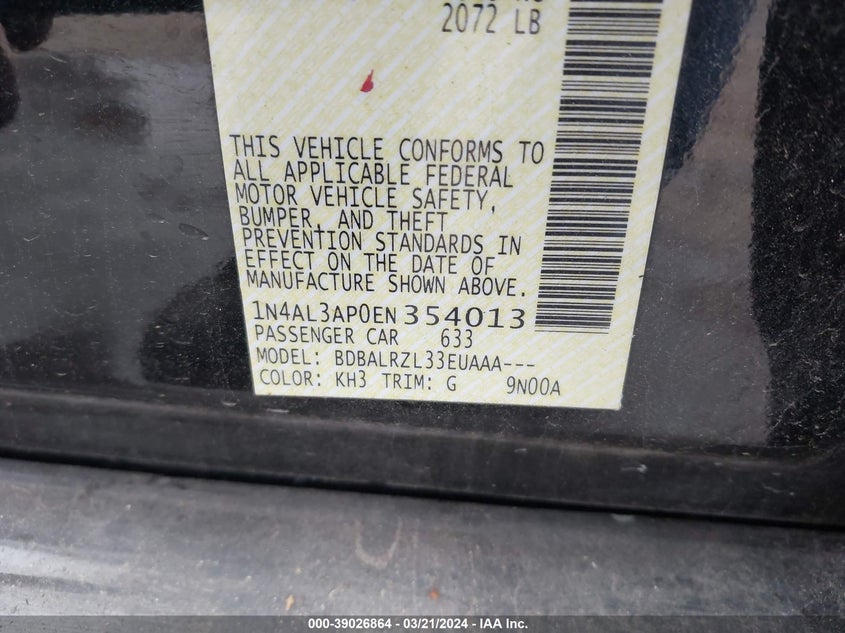 2072 LB
THIS VEHICLE CONFORMS TO
ALL APPLICABLE FEDERAL
MOTOR VEHICLE SAFETY,
BUMPER, AND THEFT
PREVENTION STANDARDS IN
EFFECT ON THE DATE OF
MANUFACTURE SHOWN ABOVE.
1N4AL3AP0EN354013
PASSENGER CAR 633
MODEL: BDBALRZL33EUAAA---
COLOR: KH3 TRIM: G 9N00A
000-39026864 / 03/21/2024 - IAA Inc.